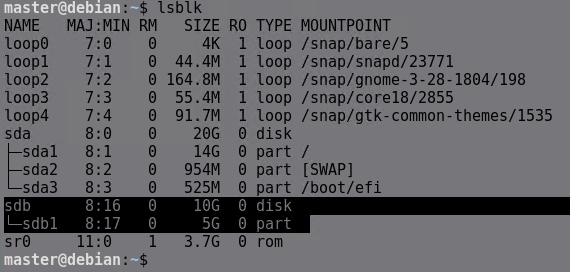 master@debian:~$ lsblk
NAME   MAJ:MIN RM   SIZE RO TYPE MOUNTPOINT
loop0    7:0    0     4K  1 loop /snap/bare/5
loop1    7:1    0  44.4M  1 loop /snap/snapd/23771
loop2    7:2    0 164.8M  1 loop /snap/gnome-3-28-1804/198
loop3    7:3    0  55.4M  1 loop /snap/core18/2855
loop4    7:4    0  91.7M  1 loop /snap/gtk-common-themes/1535
sda      8:0    0    20G  0 disk
├─sda1   8:1    0    14G  0 part /
├─sda2   8:2    0   954M  0 part [SWAP]
└─sda3   8:3    0   525M  0 part /boot/efi
sdb      8:16   0    10G  0 disk
└─sdb1   8:17   0     5G  0 part
sr0     11:0    1   3.7G  0 rom
master@debian:~$